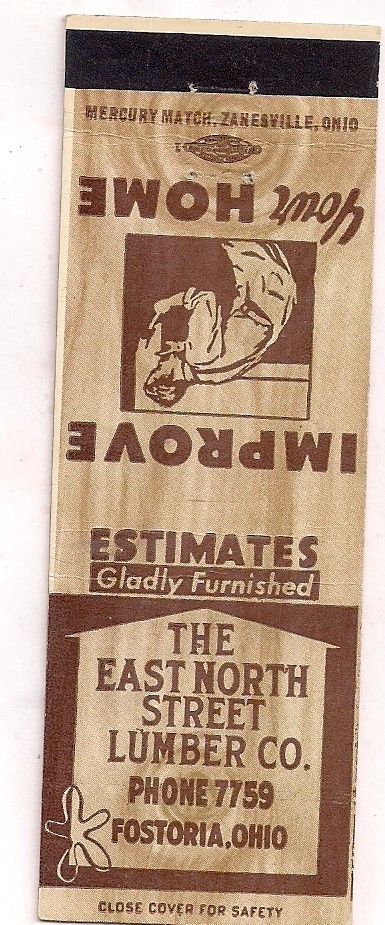 MERCURY MATCH, ZANESVILLE, OHIO
IMPROVE
Your HOME
ESTIMATES
Gladly Furnished
THE
EAST NORTH
STREET
LUMBER CO.
PHONE 7759
FOSTORIA, OHIO
CLOSE COVER FOR SAFETY